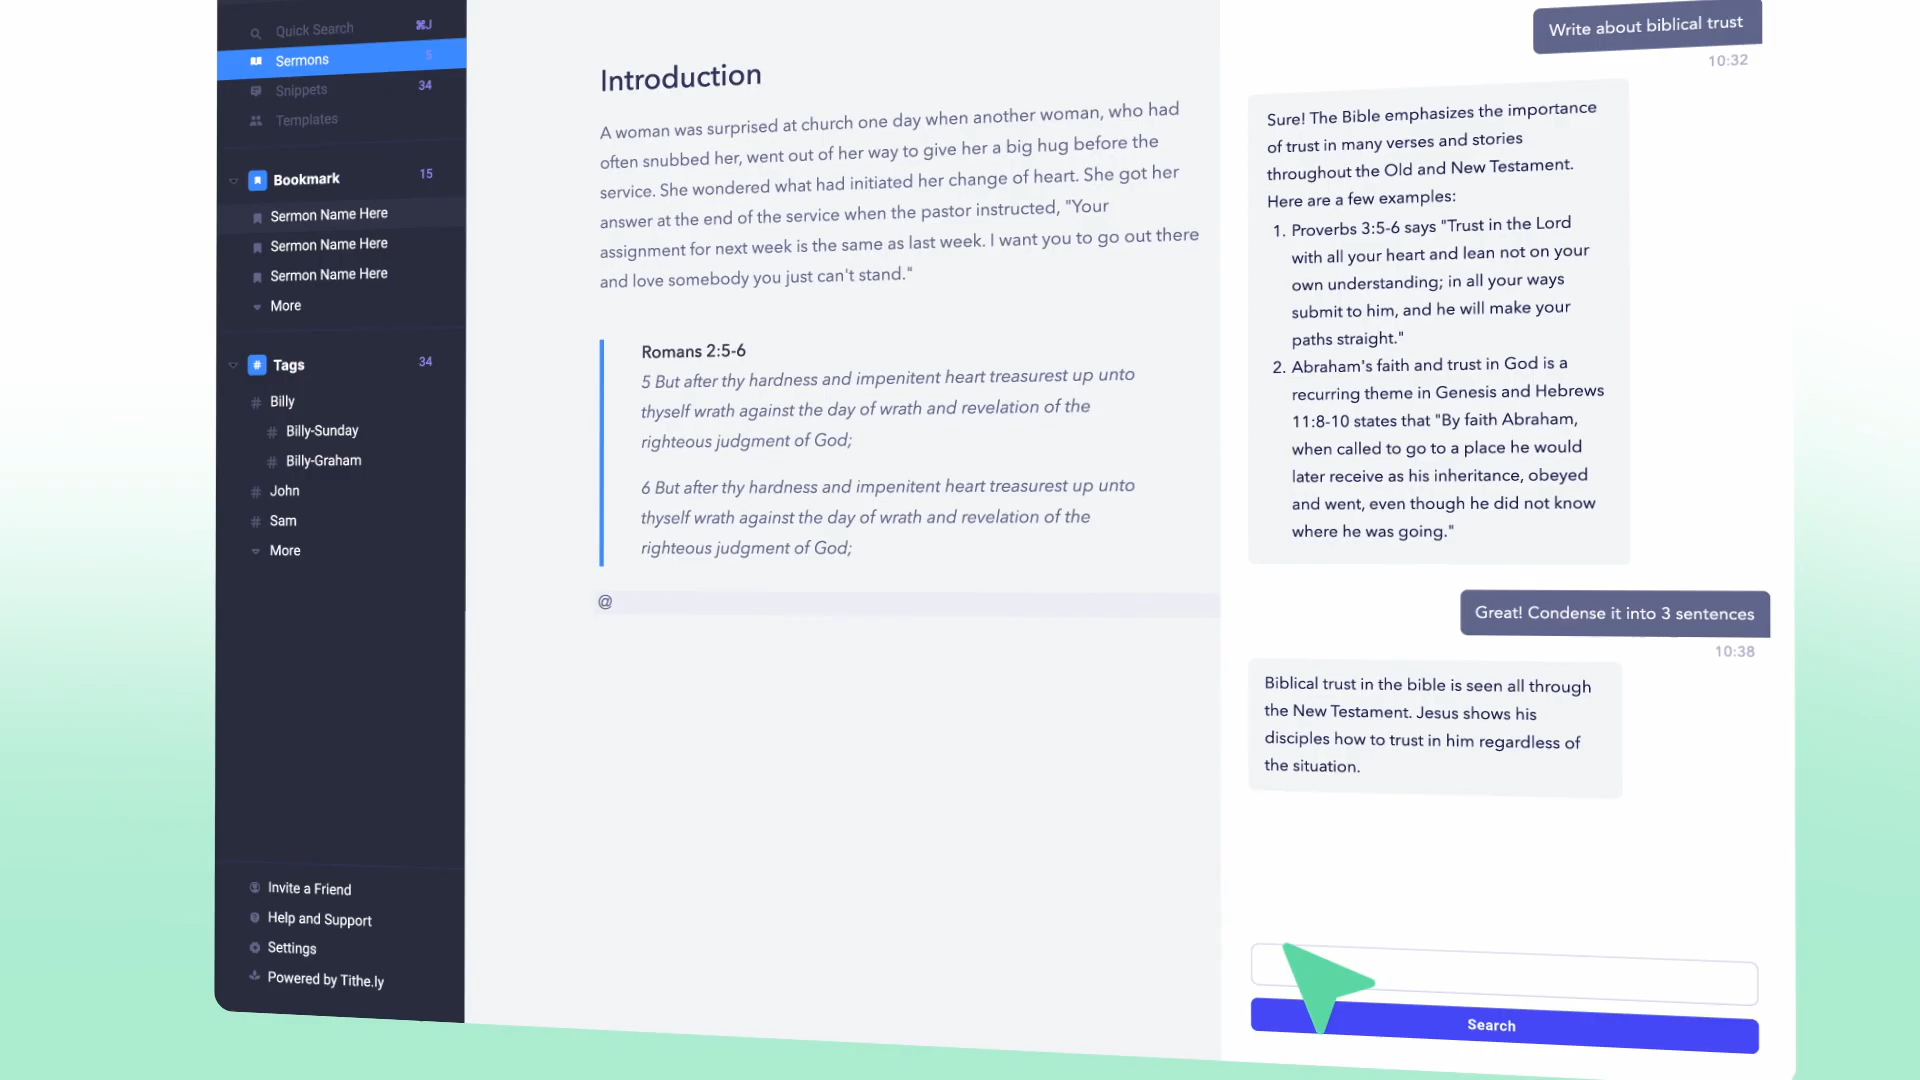 Quick Search ⌘J
Sermons 5
Snippets 34
Templates
Bookmark 15
Sermon Name Here
Sermon Name Here
Sermon Name Here
More
# Tags 34
# Billy
# Billy-Sunday
# Billy-Graham
# John
# Sam
More
Invite a Friend
Help and Support
Settings
Powered by Tithe.ly
Introduction
A woman was surprised at church one day when another woman, who had
often snubbed her, went out of her way to give her a big hug before the
service. She wondered what had initiated her change of heart. She got her
answer at the end of the service when the pastor instructed, "Your
assignment for next week is the same as last week. I want you to go out there
and love somebody you just can't stand."
Romans 2:5-6
5 But after thy hardness and impenitent heart treasurest up unto
thyself wrath against the day of wrath and revelation of the
righteous judgment of God;
6 But after thy hardness and impenitent heart treasurest up unto
thyself wrath against the day of wrath and revelation of the
righteous judgment of God;
@
Write about biblical trust
10:32
Sure! The Bible emphasizes the importance
of trust in many verses and stories
throughout the Old and New Testament.
Here are a few examples:
1. Proverbs 3:5-6 says "Trust in the Lord
with all your heart and lean not on your
own understanding; in all your ways
submit to him, and he will make your
paths straight."
2. Abraham's faith and trust in God is a
recurring theme in Genesis and Hebrews
11:8-10 states that "By faith Abraham,
when called to go to a place he would
later receive as his inheritance, obeyed
and went, even though he did not know
where he was going."
Great! Condense it into 3 sentences
10:38
Biblical trust in the bible is seen all through
the New Testament. Jesus shows his
disciples how to trust in him regardless of
the situation.
Search